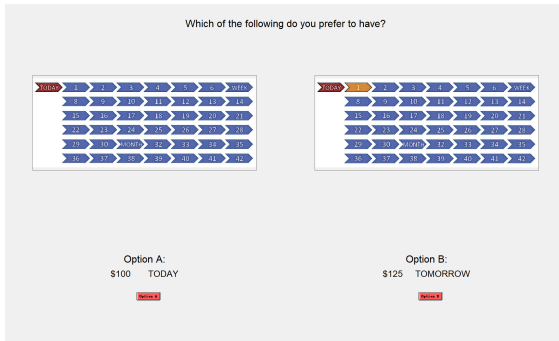 Which of the following do you prefer to have?
TODAY 1 2 3 4 5 6 WEEK
8 9 10 11 12 13 14
15 16 17 18 19 20 21
22 23 24 25 26 27 28
29 30 MONTH 32 33 34 35
36 37 38 39 40 41 42
TODAY 1 2 3 4 5 6 WEEK
8 9 10 11 12 13 14
15 16 17 18 19 20 21
22 23 24 25 26 27 28
29 30 MONTH 32 33 34 35
36 37 38 39 40 41 42
Option A:
$100 TODAY
Option A
Option B:
$125 TOMORROW
Option B